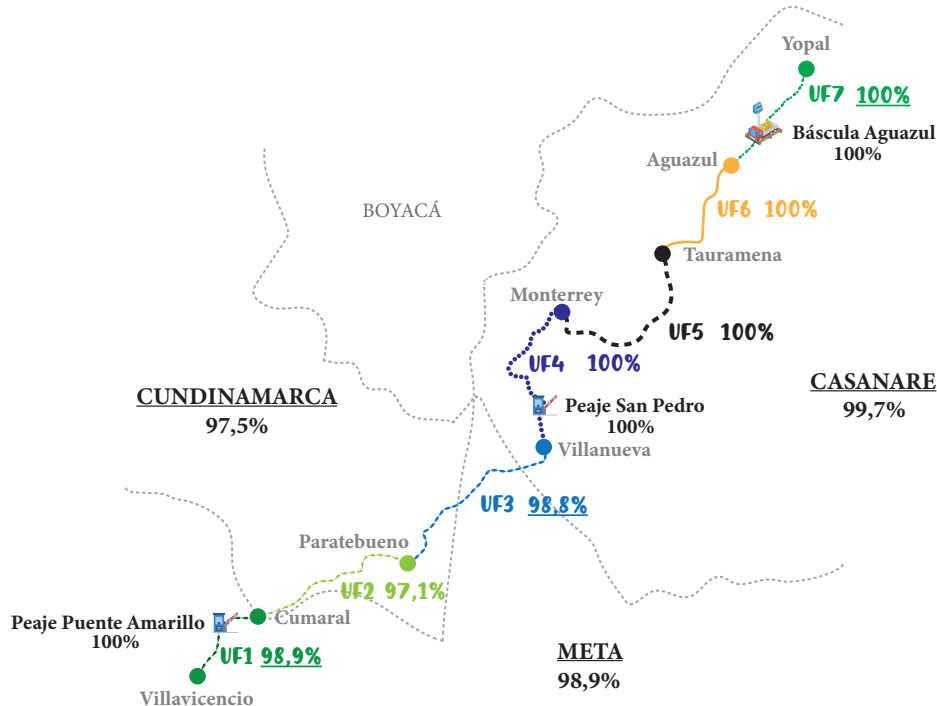 Yopal
UF7 100%
Báscula Aguazul
100%
Aguazul
BOYACÁ
UF6 100%
Tauramena
Monterrey
UF5 100%
UF4 100%
CUNDINAMARCA
97,5%
CASANARE
99,7%
Peaje San Pedro
100%
Villanueva
UF3 98,8%
Paratebueno
UF2 97,1%
Peaje Puente Amarillo
100%
Cumaral
UF1 98,9%
META
98,9%
Villavicencio